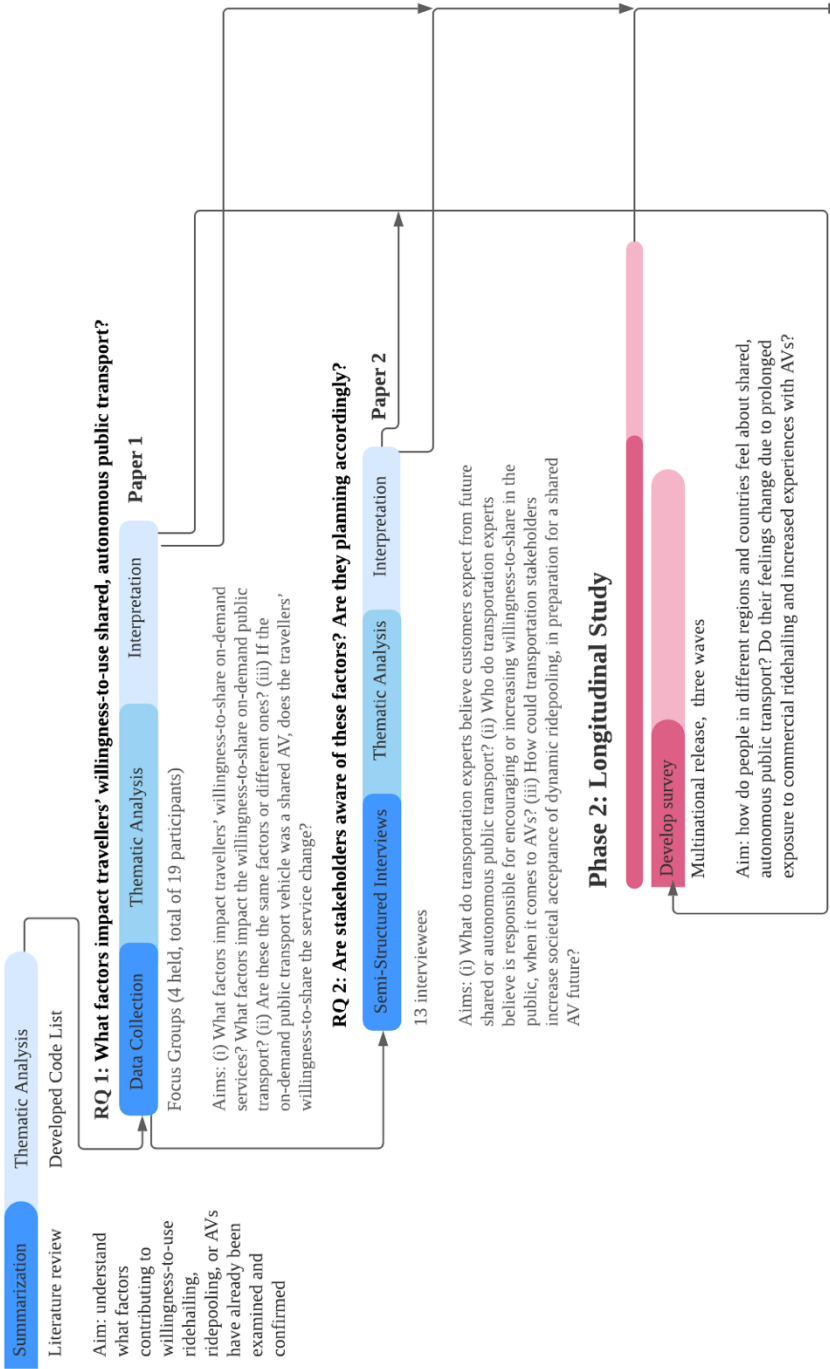 Summarization
Thematic Analysis
Literature review
Developed Code List
Aim: understand
what factors
contributing to
willingness-to-use
ridehailing,
ridepooling, or AVs
have already been
examined and
confirmed
RQ 1: What factors impact travellers’ willingness-to-use shared, autonomous public transport?
Data Collection
Thematic Analysis
Interpretation
Paper 1
Focus Groups (4 held, total of 19 participants)
Aims: (i) What factors impact travellers’ willingness-to-share on-demand
services? What factors impact the willingness-to-share on-demand public
transport? (ii) Are these the same factors or different ones? (iii) If the
on-demand public transport vehicle was a shared AV, does the travellers’
willingness-to-share the service change?
RQ 2: Are stakeholders aware of these factors? Are they planning accordingly?
Semi-Structured Interviews
Thematic Analysis
Interpretation
Paper 2
13 interviewees
Aims: (i) What do transportation experts believe customers expect from future
shared or autonomous public transport? (ii) Who do transportation experts
believe is responsible for encouraging or increasing willingness-to-share in the
public, when it comes to AVs? (iii) How could transportation stakeholders
increase societal acceptance of dynamic ridepooling, in preparation for a shared
AV future?
Phase 2: Longitudinal Study
Develop survey
Multinational release, three waves
Aim: how do people in different regions and countries feel about shared,
autonomous public transport? Do their feelings change due to prolonged
exposure to commercial ridehailing and increased experiences with AVs?